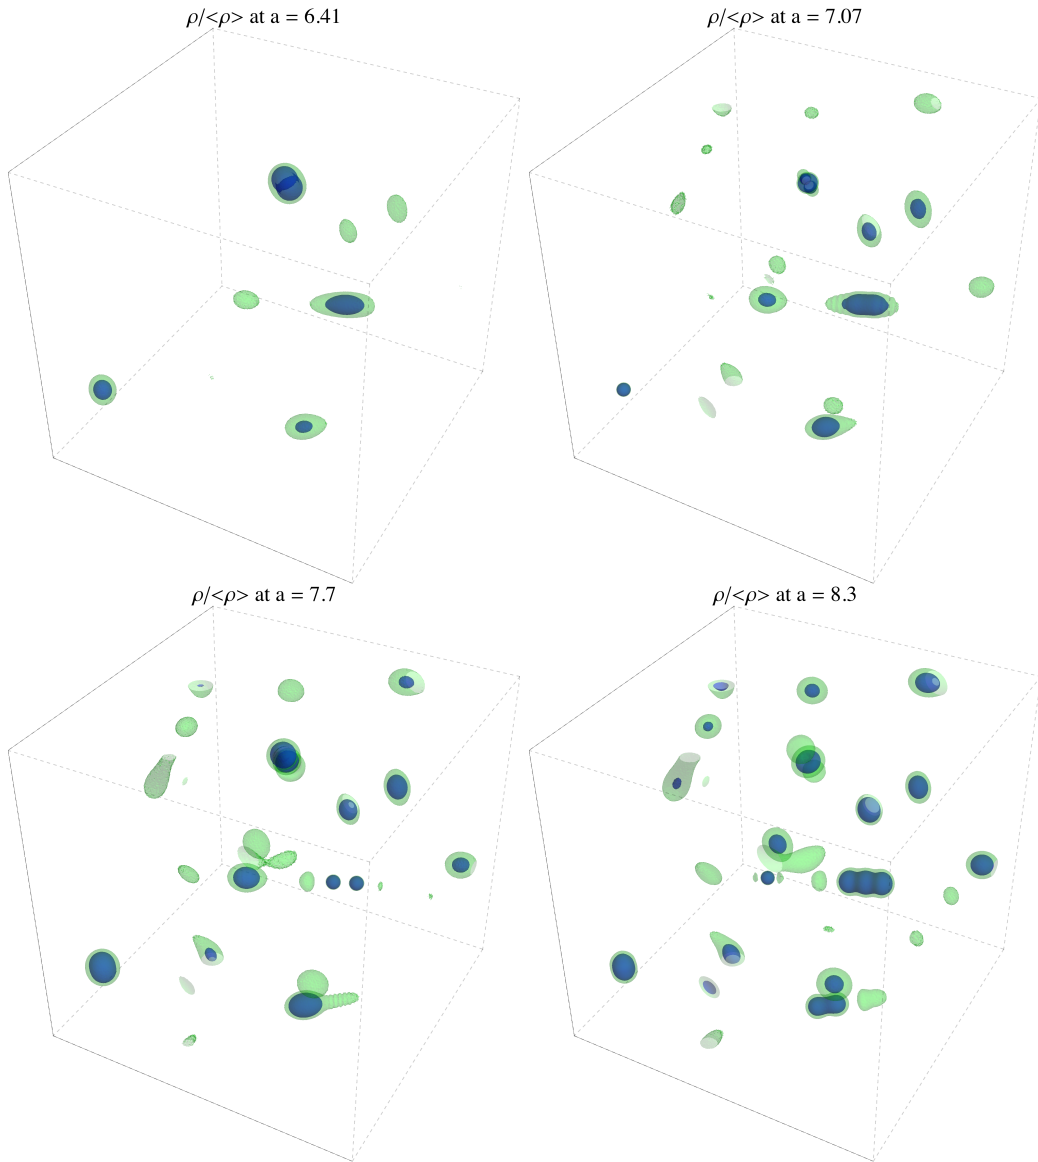 ρ/<ρ> at a = 6.41
ρ/<ρ> at a = 7.07
ρ/<ρ> at a = 7.7
ρ/<ρ> at a = 8.3